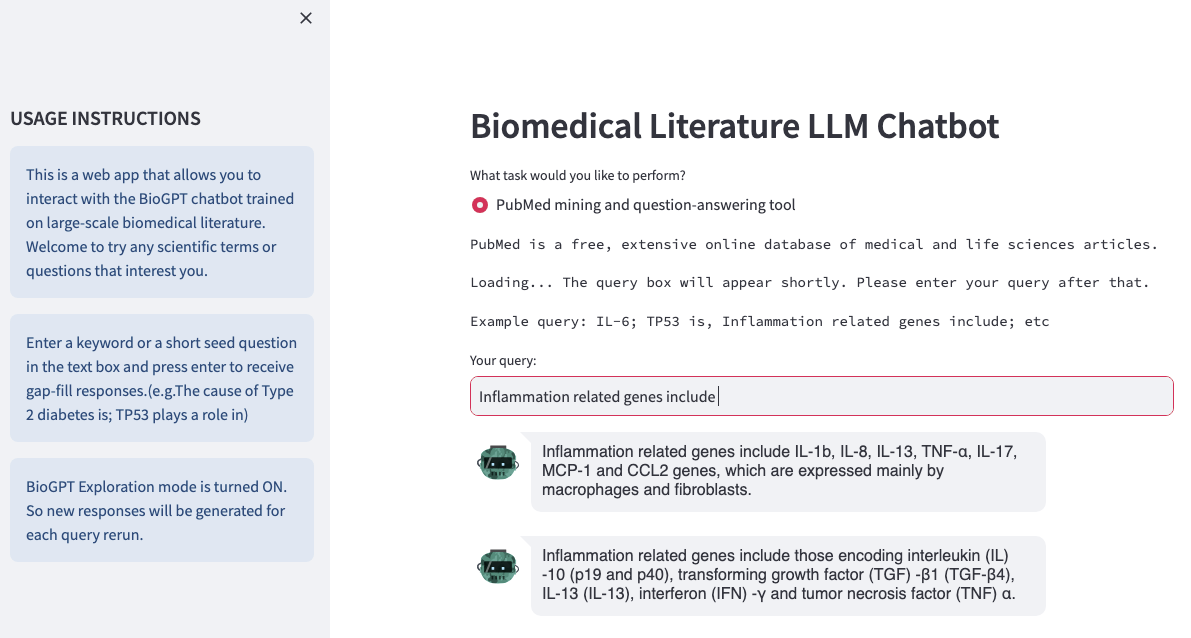 USAGE INSTRUCTIONS
This is a web app that allows you to
interact with the BioGPT chatbot trained
on large-scale biomedical literature.
Welcome to try any scientific terms or
questions that interest you.
Enter a keyword or a short seed question
in the text box and press enter to receive
gap-fill responses.(e.g.The cause of Type
2 diabetes is; TP53 plays a role in)
BioGPT Exploration mode is turned ON.
So new responses will be generated for
each query rerun.
Biomedical Literature LLM Chatbot
What task would you like to perform?
PubMed mining and question-answering tool
PubMed is a free, extensive online database of medical and life sciences articles.
Loading... The query box will appear shortly. Please enter your query after that.
Example query: IL-6; TP53 is, Inflammation related genes include; etc
Your query:
Inflammation related genes include
Inflammation related genes include IL-1b, IL-8, IL-13, TNF-α, IL-17,
MCP-1 and CCL2 genes, which are expressed mainly by
macrophages and fibroblasts.
Inflammation related genes include those encoding interleukin (IL)
-10 (p19 and p40), transforming growth factor (TGF) -β1 (TGF-β4),
IL-13 (IL-13), interferon (IFN) -γ and tumor necrosis factor (TNF) α.